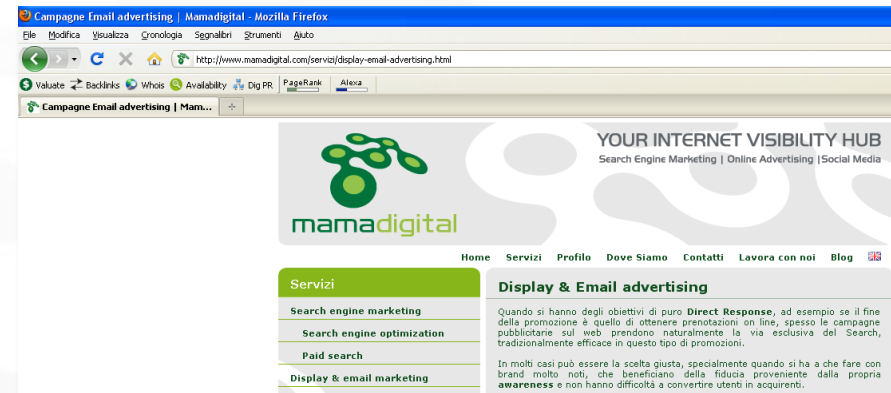 Campagne Email advertising | Mamadigital - Mozilla Firefox
File Modifica Visualizza Cronologia Segnalibri Strumenti Aiuto
http://www.mamadigital.com/servizi/display-email-advertising.html
Valuate Backlinks Whois Availability Dig PR PageRank Alexa
Campagne Email advertising | Mam...
YOUR INTERNET VISIBILITY HUB
Search Engine Marketing | Online Advertising |Social Media
mamadigital
Home Servizi Profilo Dove Siamo Contatti Lavora con noi Blog
Servizi
Search engine marketing
Search engine optimization
Paid search
Display & email marketing
Display & Email advertising
Quando si hanno degli obiettivi di puro Direct Response, ad esempio se il fine
della promozione è quello di ottenere prenotazioni on line, spesso le campagne
pubblicitarie sul web prendono naturalmente la via esclusiva del Search,
tradizionalmente efficace in questo tipo di promozioni.
In molti casi può essere la scelta giusta, specialmente quando si ha a che fare con
brand molto noti, che beneficiano della fiducia proveniente dalla propria
awareness e non hanno difficoltà a convertire utenti in acquirenti.